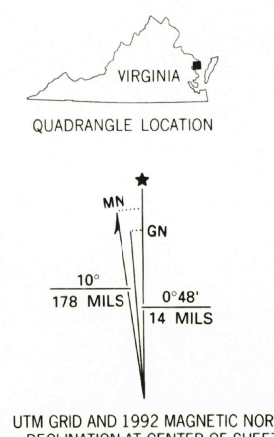 VIRGINIA
QUADRANGLE LOCATION
MN
GN
10°
178 MILS
0°48'
14 MILS
UTM GRID AND 1992 MAGNETIC NOR
DECLINATION AT CENTER OF SHEET